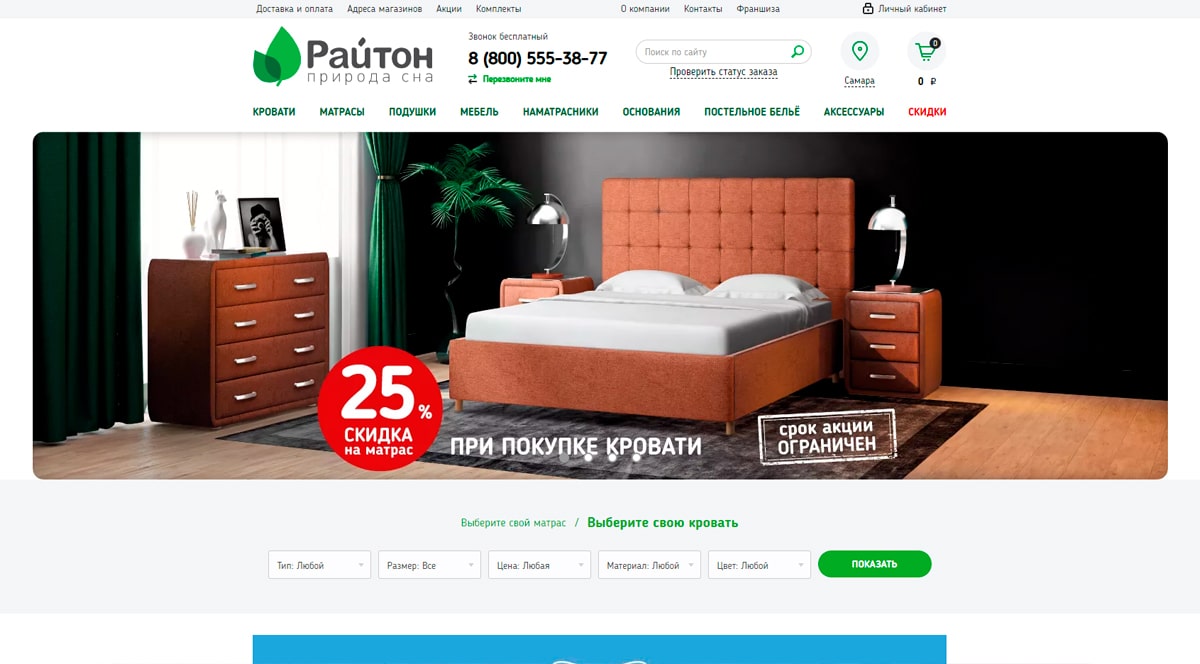 Доставка и оплата Адреса магазинов Акции Комплекты О компании Контакты Франшиза Личный кабинет
Райтон
природа сна
Звонок бесплатный
8 (800) 555-38-77
Перезвоните мне
Поиск по сайту
Проверить статус заказа
Самара
0
0 ₽
КРОВАТИ МАТРАСЫ ПОДУШКИ МЕБЕЛЬ НАМАТРАСНИКИ ОСНОВАНИЯ ПОСТЕЛЬНОЕ БЕЛЬЁ АКСЕССУАРЫ СКИДКИ
25%
СКИДКА
на матрас
ПРИ ПОКУПКЕ КРОВАТИ
срок акции
ОГРАНИЧЕН
Выберите свой матрас / Выберите свою кровать
Тип: Любой Размер: Все Цена: Любая Материал: Любой Цвет: Любой ПОКАЗАТЬ